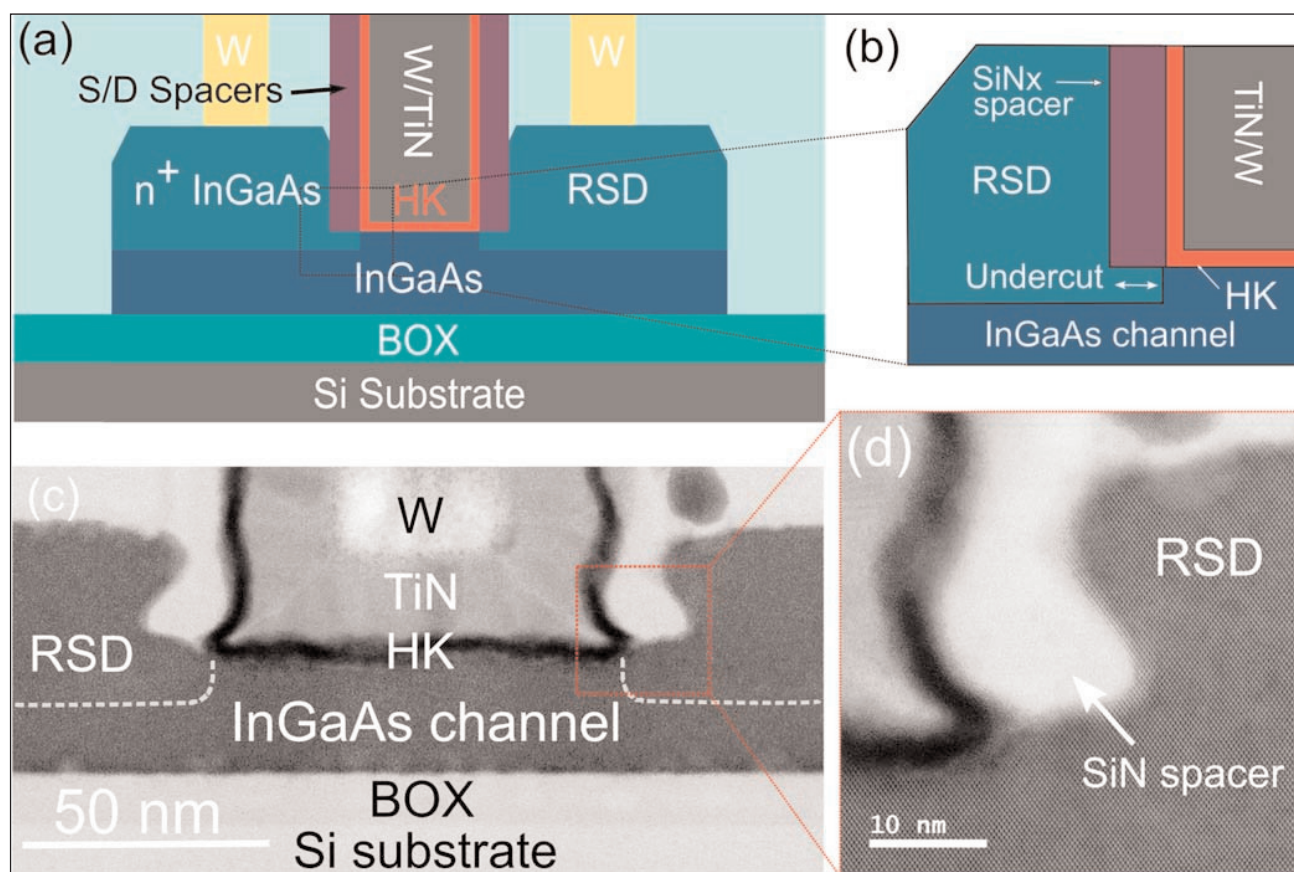 (a)
W
W
S/D Spacers
W/TiN
n+ InGaAs
HK
RSD
InGaAs
BOX
Si Substrate
(b)
SiNx
spacer
TiN/W
RSD
Undercut
HK
InGaAs channel
(c)
W
TiN
HK
RSD
InGaAs channel
BOX
50 nm
Si substrate
(d)
RSD
SiN spacer
10 nm